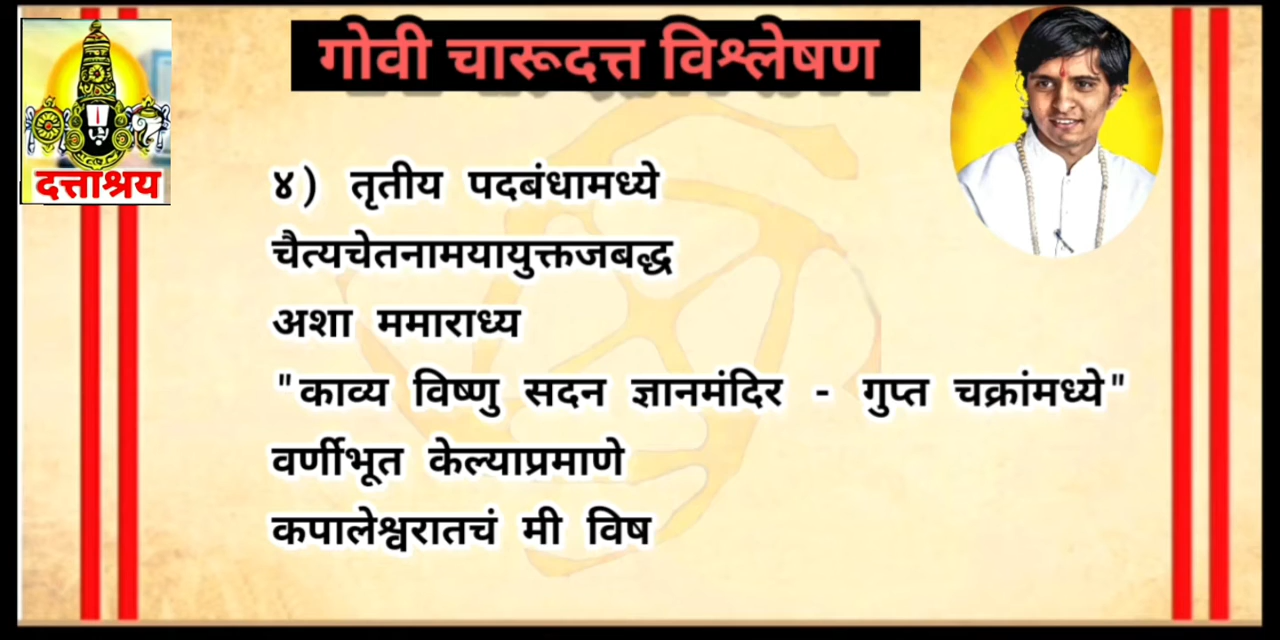 गोवी चारूदत्त विश्लेषण
दत्ताश्रय
४) तृतीय पदबंधामध्ये
चैत्यचेतनामयायुक्तजबद्ध
अशा ममाराध्य
"काव्य विष्णु सदन ज्ञानमंदिर - गुप्त चक्रांमध्ये"
वर्णीभूत केल्याप्रमाणे
कपालेश्वरातचं मी विष